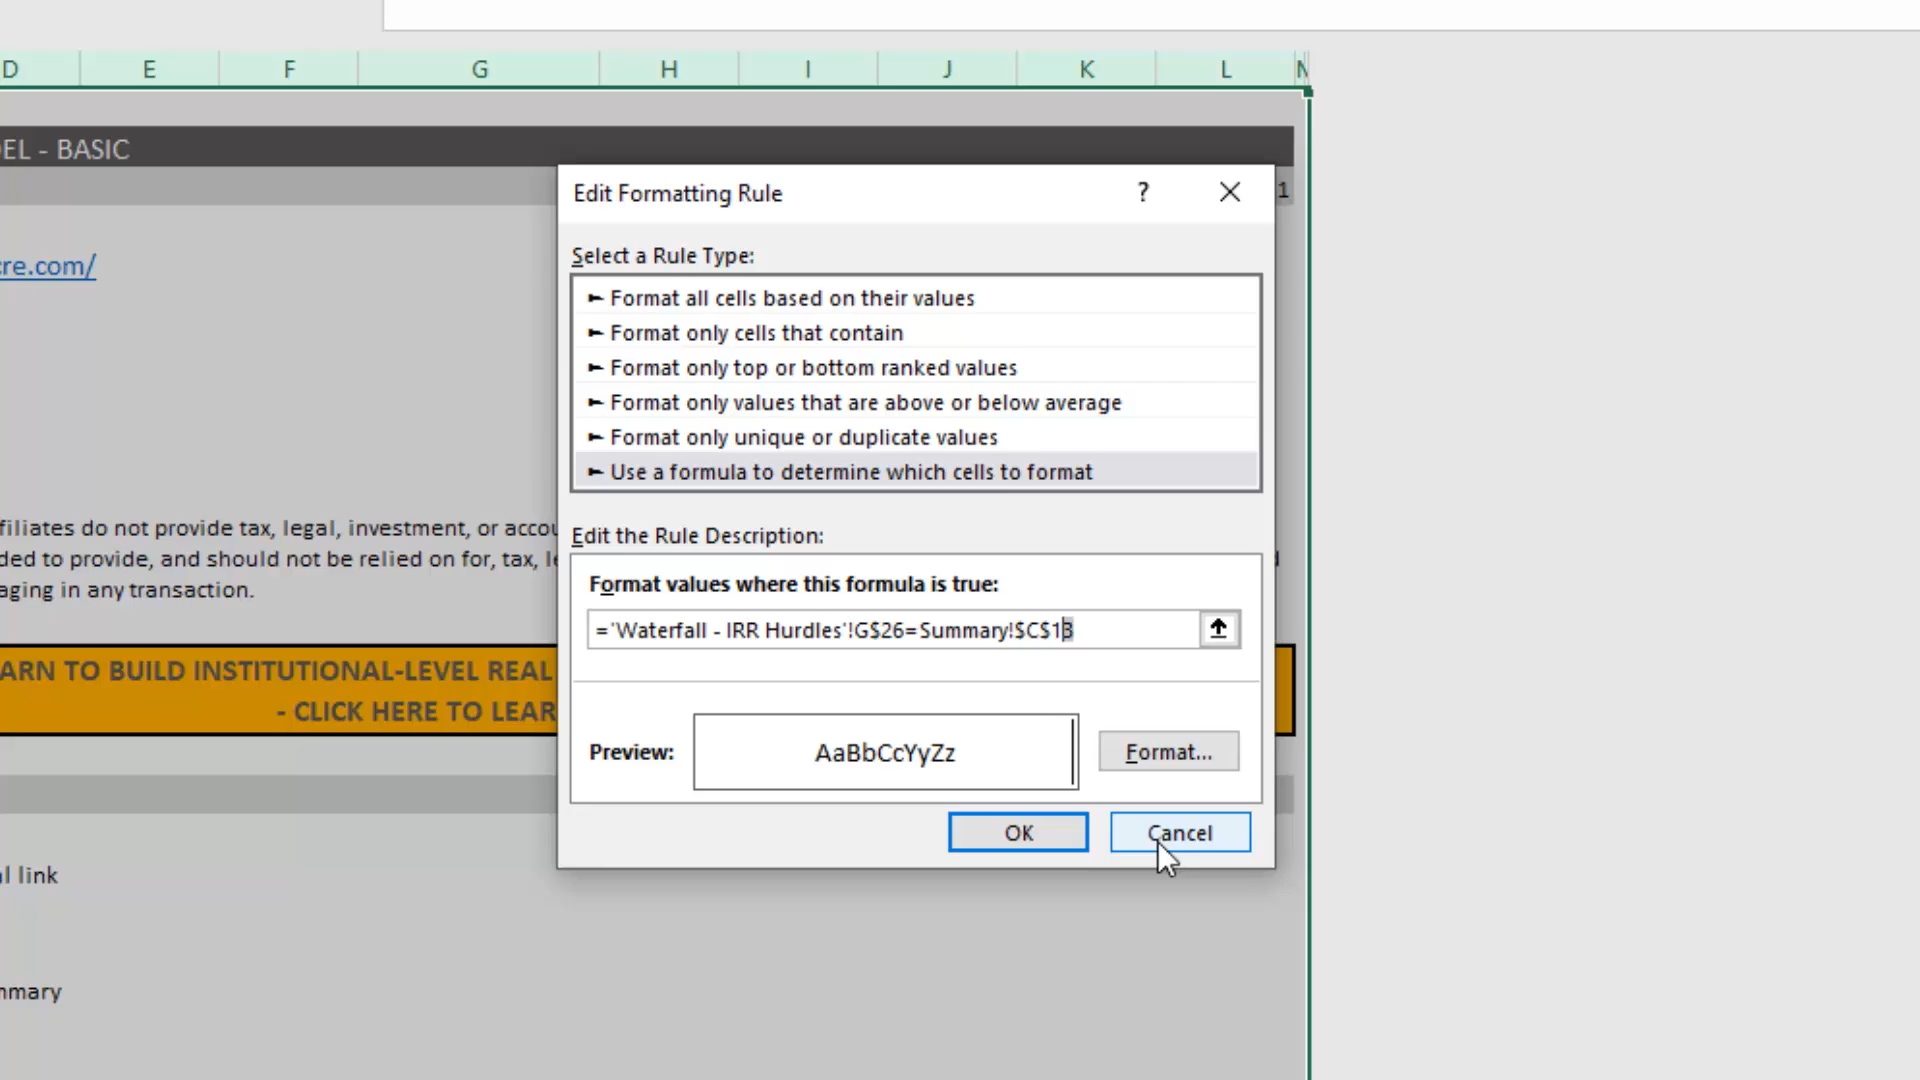 D E F G H I J K L
EL - BASIC
1
Edit Formatting Rule ? X
cre.com/
Select a Rule Type:
► Format all cells based on their values
► Format only cells that contain
► Format only top or bottom ranked values
► Format only values that are above or below average
► Format only unique or duplicate values
► Use a formula to determine which cells to format
filiates do not provide tax, legal, investment, or accou
ded to provide, and should not be relied on for, tax, le
aging in any transaction.
Edit the Rule Description:
Format values where this formula is true:
='Waterfall - IRR Hurdles'!G$26=Summary!$C$13
ARN TO BUILD INSTITUTIONAL-LEVEL REAL
- CLICK HERE TO LEAR
Preview: AaBbCcYyZz Format...
OK Cancel
al link
mmary